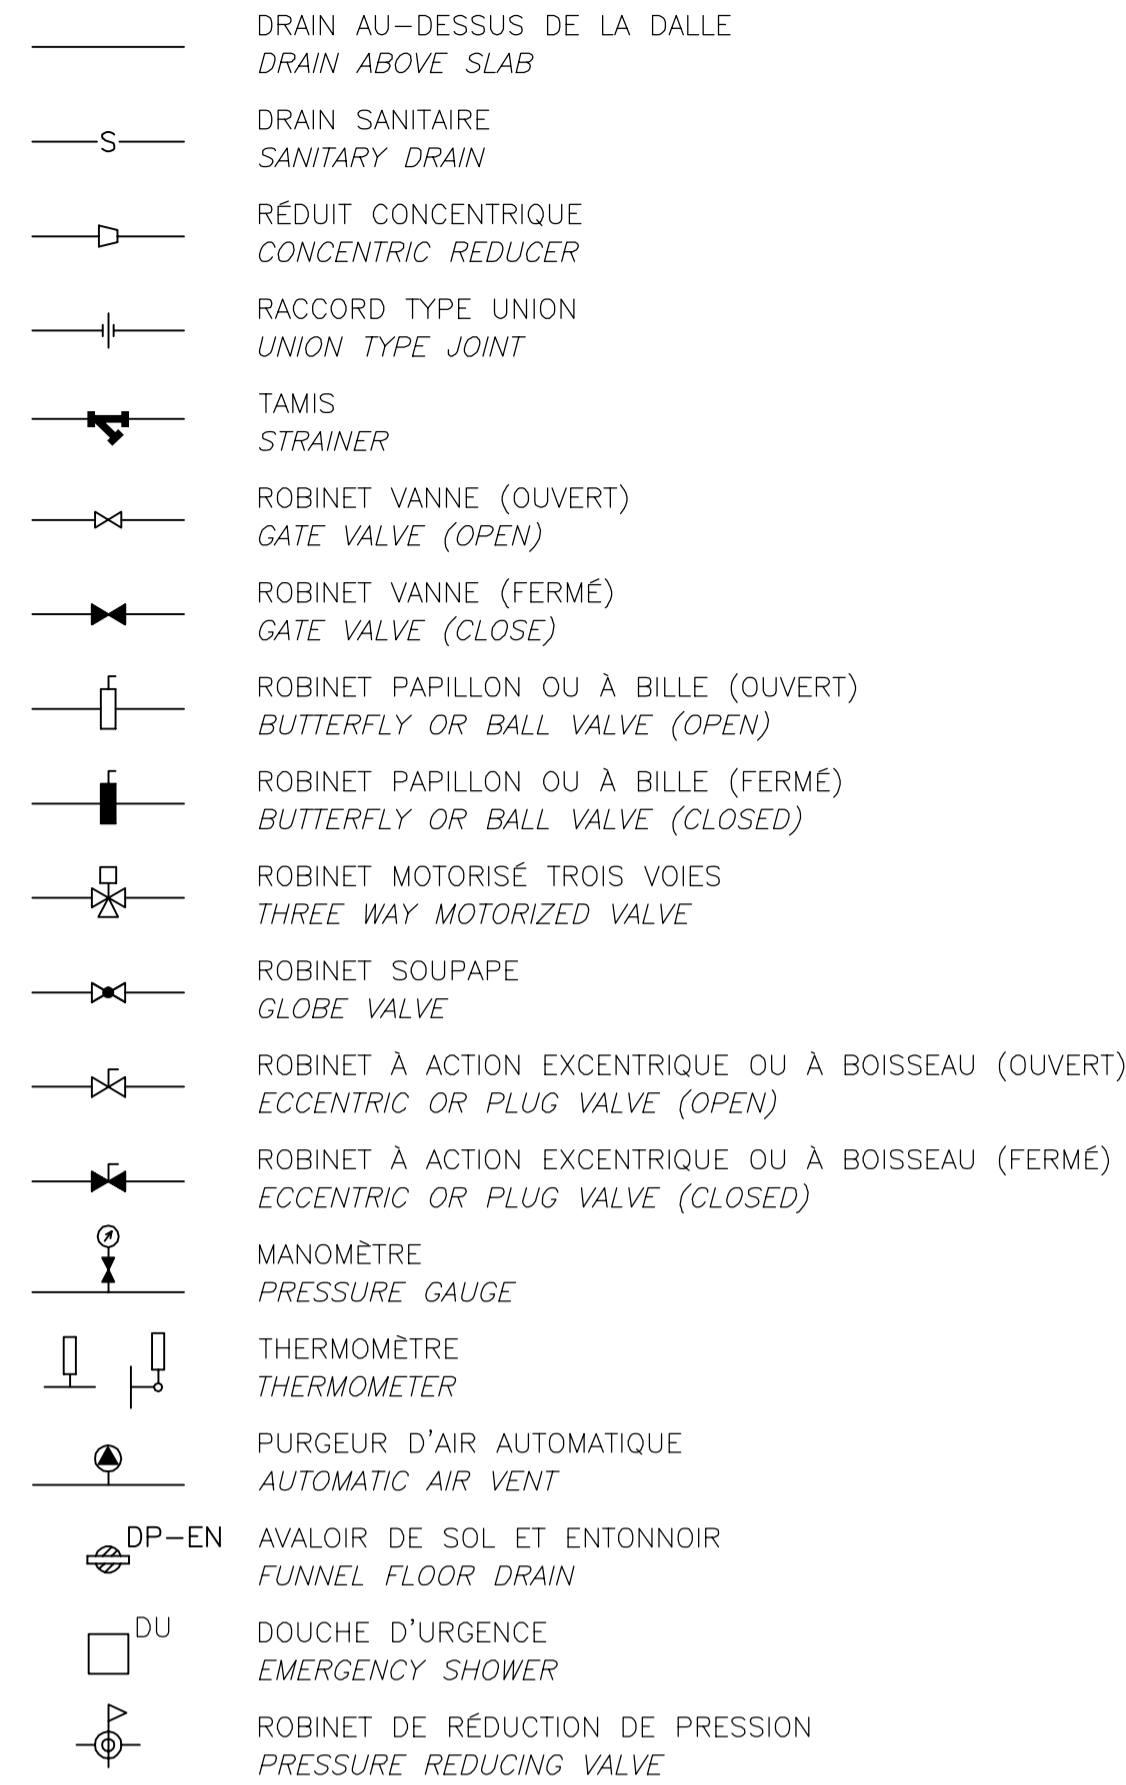 DRAIN AU-DESSUS DE LA DALLE
DRAIN ABOVE SLAB
S
DRAIN SANITAIRE
SANITARY DRAIN
RÉDUIT CONCENTRIQUE
CONCENTRIC REDUCER
RACCORD TYPE UNION
UNION TYPE JOINT
TAMIS
STRAINER
ROBINET VANNE (OUVERT)
GATE VALVE (OPEN)
ROBINET VANNE (FERMÉ)
GATE VALVE (CLOSE)
ROBINET PAPILLON OU À BILLE (OUVERT)
BUTTERFLY OR BALL VALVE (OPEN)
ROBINET PAPILLON OU À BILLE (FERMÉ)
BUTTERFLY OR BALL VALVE (CLOSED)
ROBINET MOTORISÉ TROIS VOIES
THREE WAY MOTORIZED VALVE
ROBINET SOUPAPE
GLOBE VALVE
ROBINET À ACTION EXCENTRIQUE OU À BOISSEAU (OUVERT)
ECCENTRIC OR PLUG VALVE (OPEN)
ROBINET À ACTION EXCENTRIQUE OU À BOISSEAU (FERMÉ)
ECCENTRIC OR PLUG VALVE (CLOSED)
MANOMÈTRE
PRESSURE GAUGE
THERMOMÈTRE
THERMOMETER
PURGEUR D'AIR AUTOMATIQUE
AUTOMATIC AIR VENT
DP-EN
AVALOIR DE SOL ET ENTONNOIR
FUNNEL FLOOR DRAIN
DU
DOUCHE D'URGENCE
EMERGENCY SHOWER
ROBINET DE RÉDUCTION DE PRESSION
PRESSURE REDUCING VALVE